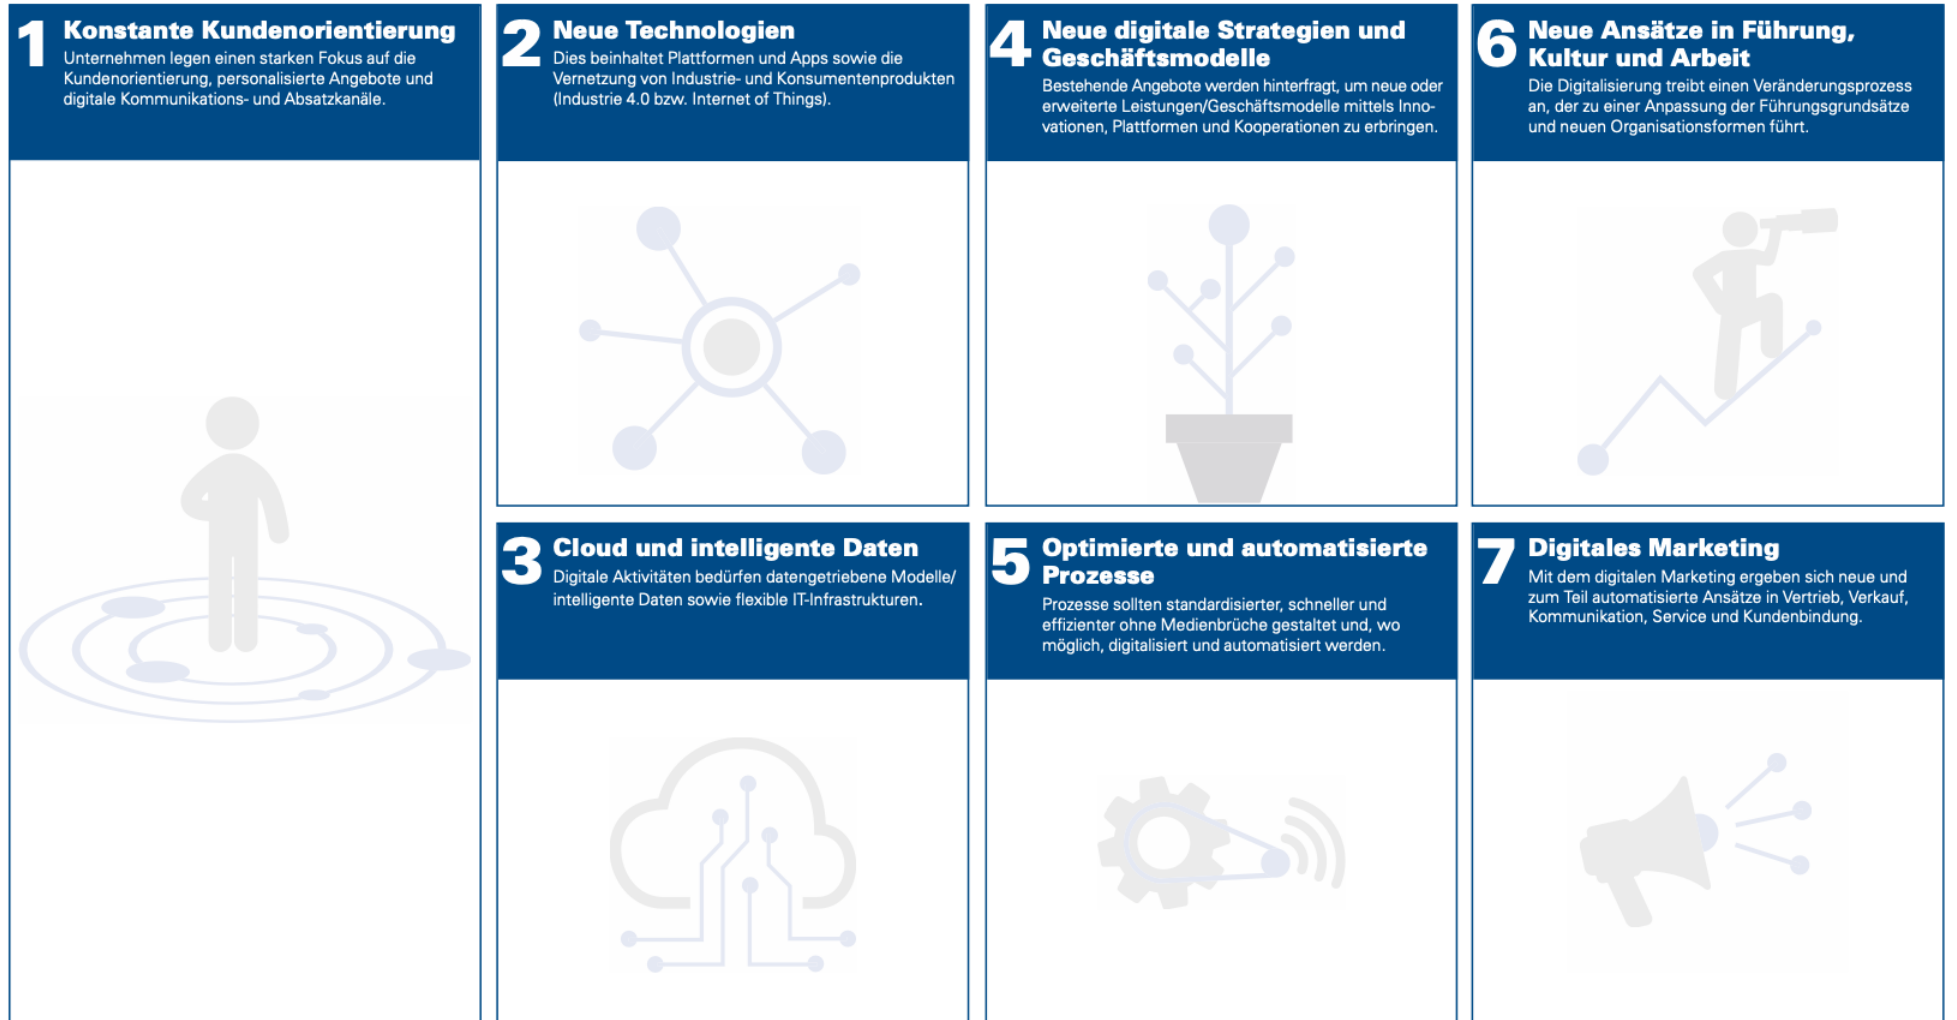 1 Konstante Kundenorientierung
Unternehmen legen einen starken Fokus auf die
Kundenorientierung, personalisierte Angebote und
digitale Kommunikations- und Absatzkanäle.
2 Neue Technologien
Dies beinhaltet Plattformen und Apps sowie die
Vernetzung von Industrie- und Konsumentenprodukten
(Industrie 4.0 bzw. Internet of Things).
3 Cloud und intelligente Daten
Digitale Aktivitäten bedürfen datengetriebene Modelle/
intelligente Daten sowie flexible IT-Infrastrukturen.
4 Neue digitale Strategien und
Geschäftsmodelle
Bestehende Angebote werden hinterfragt, um neue oder
erweiterte Leistungen/Geschäftsmodelle mittels Inno-
vationen, Plattformen und Kooperationen zu erbringen.
5 Optimierte und automatisierte
Prozesse
Prozesse sollten standardisierter, schneller und
effizienter ohne Medienbrüche gestaltet und, wo
möglich, digitalisiert und automatisiert werden.
6 Neue Ansätze in Führung,
Kultur und Arbeit
Die Digitalisierung treibt einen Veränderungsprozess
an, der zu einer Anpassung der Führungsgrundsätze
und neuen Organisationsformen führt.
7 Digitales Marketing
Mit dem digitalen Marketing ergeben sich neue und
zum Teil automatisierte Ansätze in Vertrieb, Verkauf,
Kommunikation, Service und Kundenbindung.